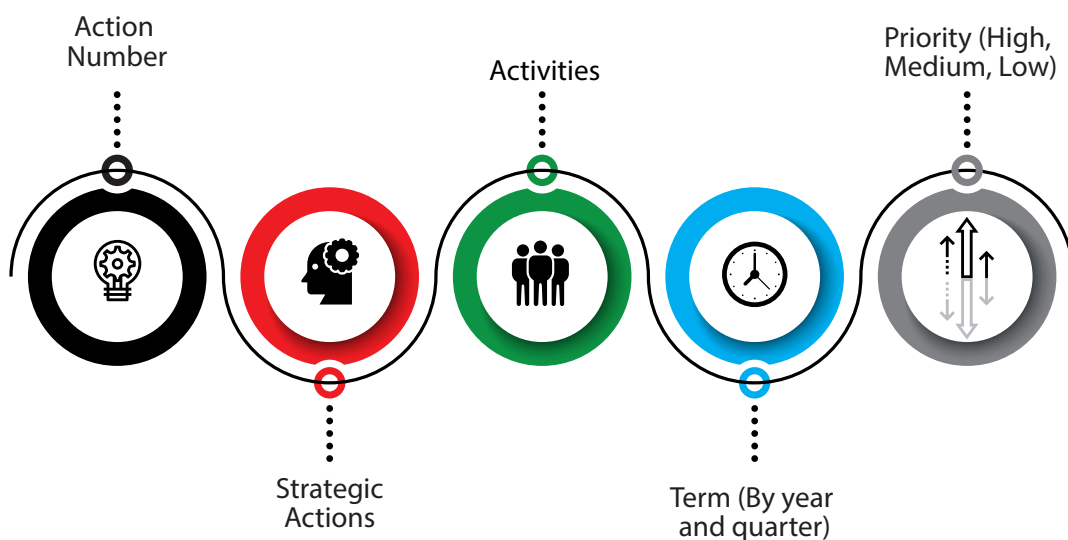 Action
Number
Strategic
Actions
Activities
Term (By year
and quarter)
Priority (High,
Medium, Low)